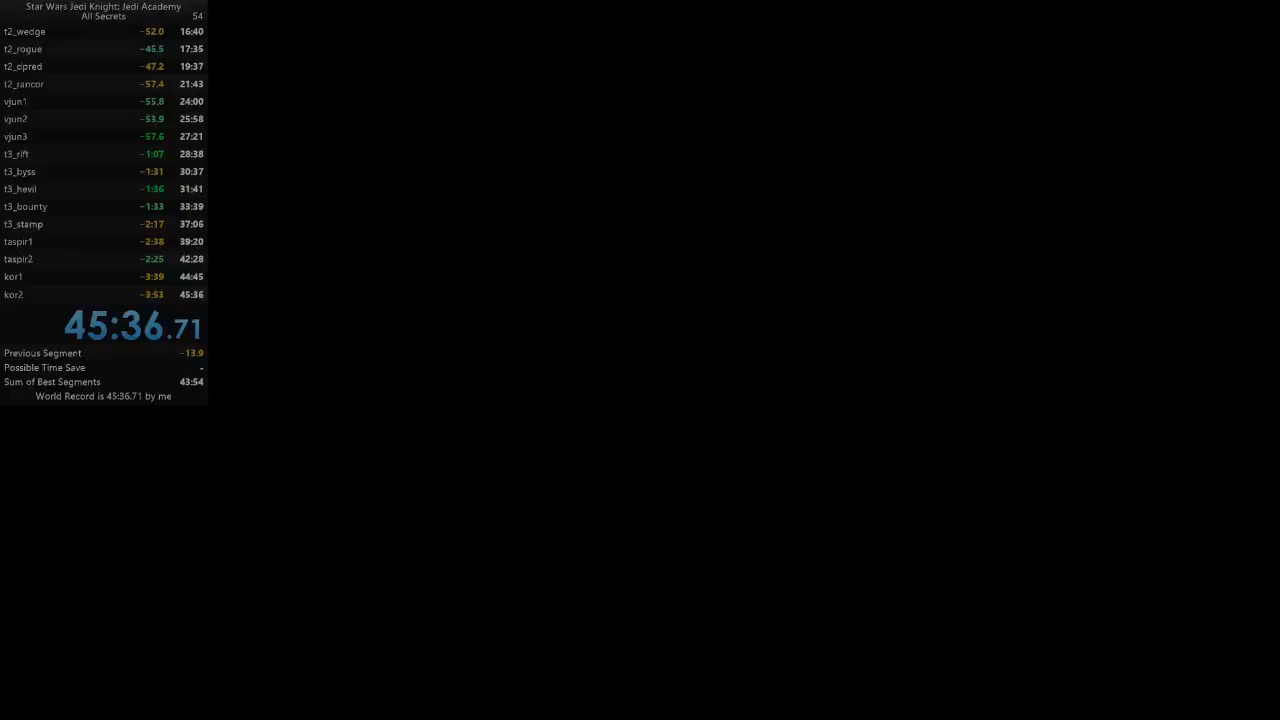 Star Wars Jedi Knight: Jedi Academy
All Secrets 54
t2_wedge -52.0 16:40
t2_rogue -45.5 17:35
t2_dpred -47.2 19:37
t2_rancor -57.4 21:43
vjun1 -55.8 24:00
vjun2 -53.9 25:58
vjun3 -57.6 27:21
t3_rift -1:07 28:38
t3_byss -1:31 30:37
t3_hevil -1:36 31:41
t3_bounty -1:33 33:39
t3_stamp -2:17 37:06
taspir1 -2:38 39:20
taspir2 -2:25 42:28
kor1 -3:39 44:45
kor2 -3:53 45:36
45:36.71
Previous Segment -13.9
Possible Time Save -
Sum of Best Segments 43:54
World Record is 45:36.71 by me